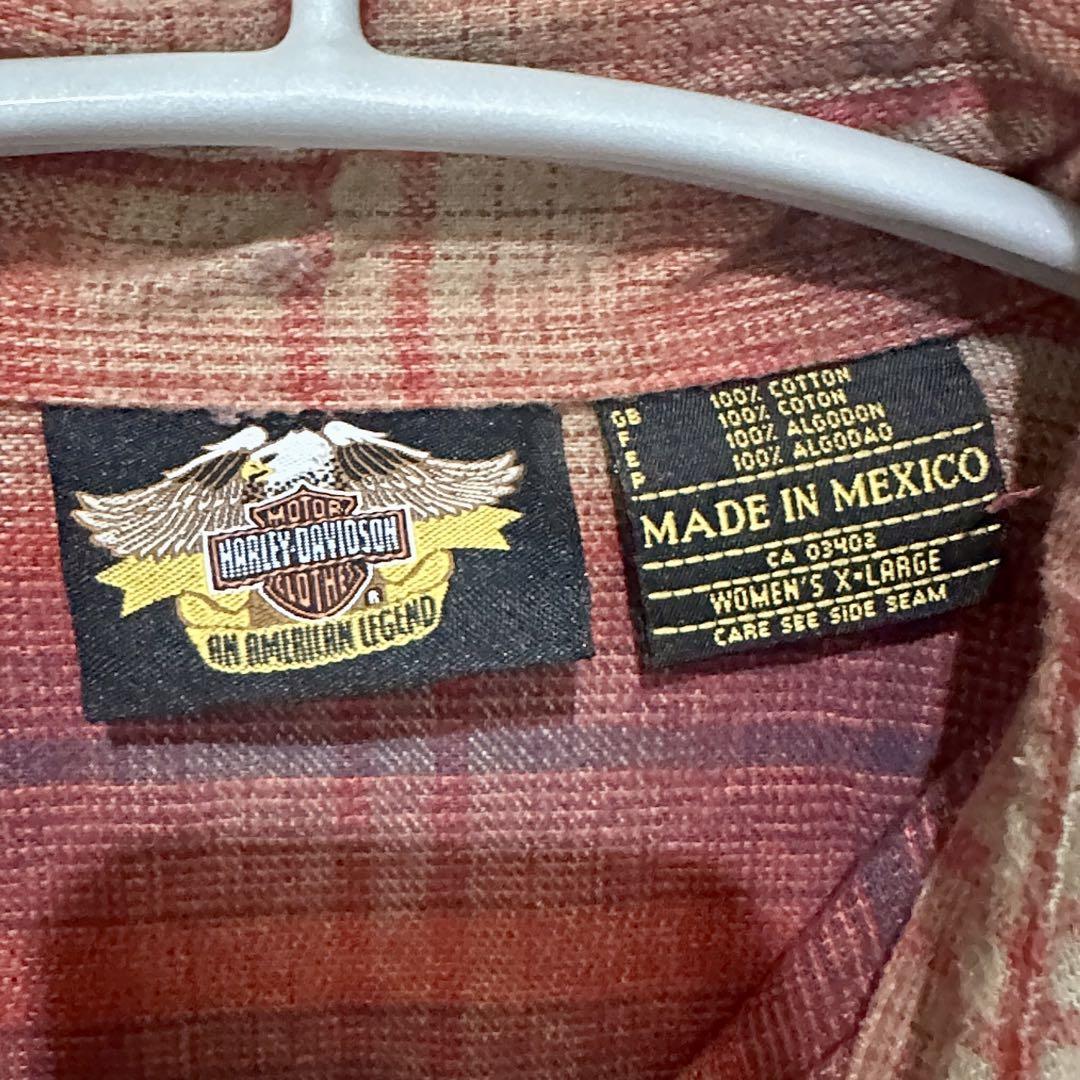 MOTOR
HARLEY-DAVIDSON
CLOTHES
®
AN AMERICAN LEGEND
GB 100% COTTON
F 100% COTON
E 100% ALGODON
P 100% ALGODAO
MADE IN MEXICO
CA 03402
WOMEN'S X-LARGE
CARE SEE SIDE SEAM